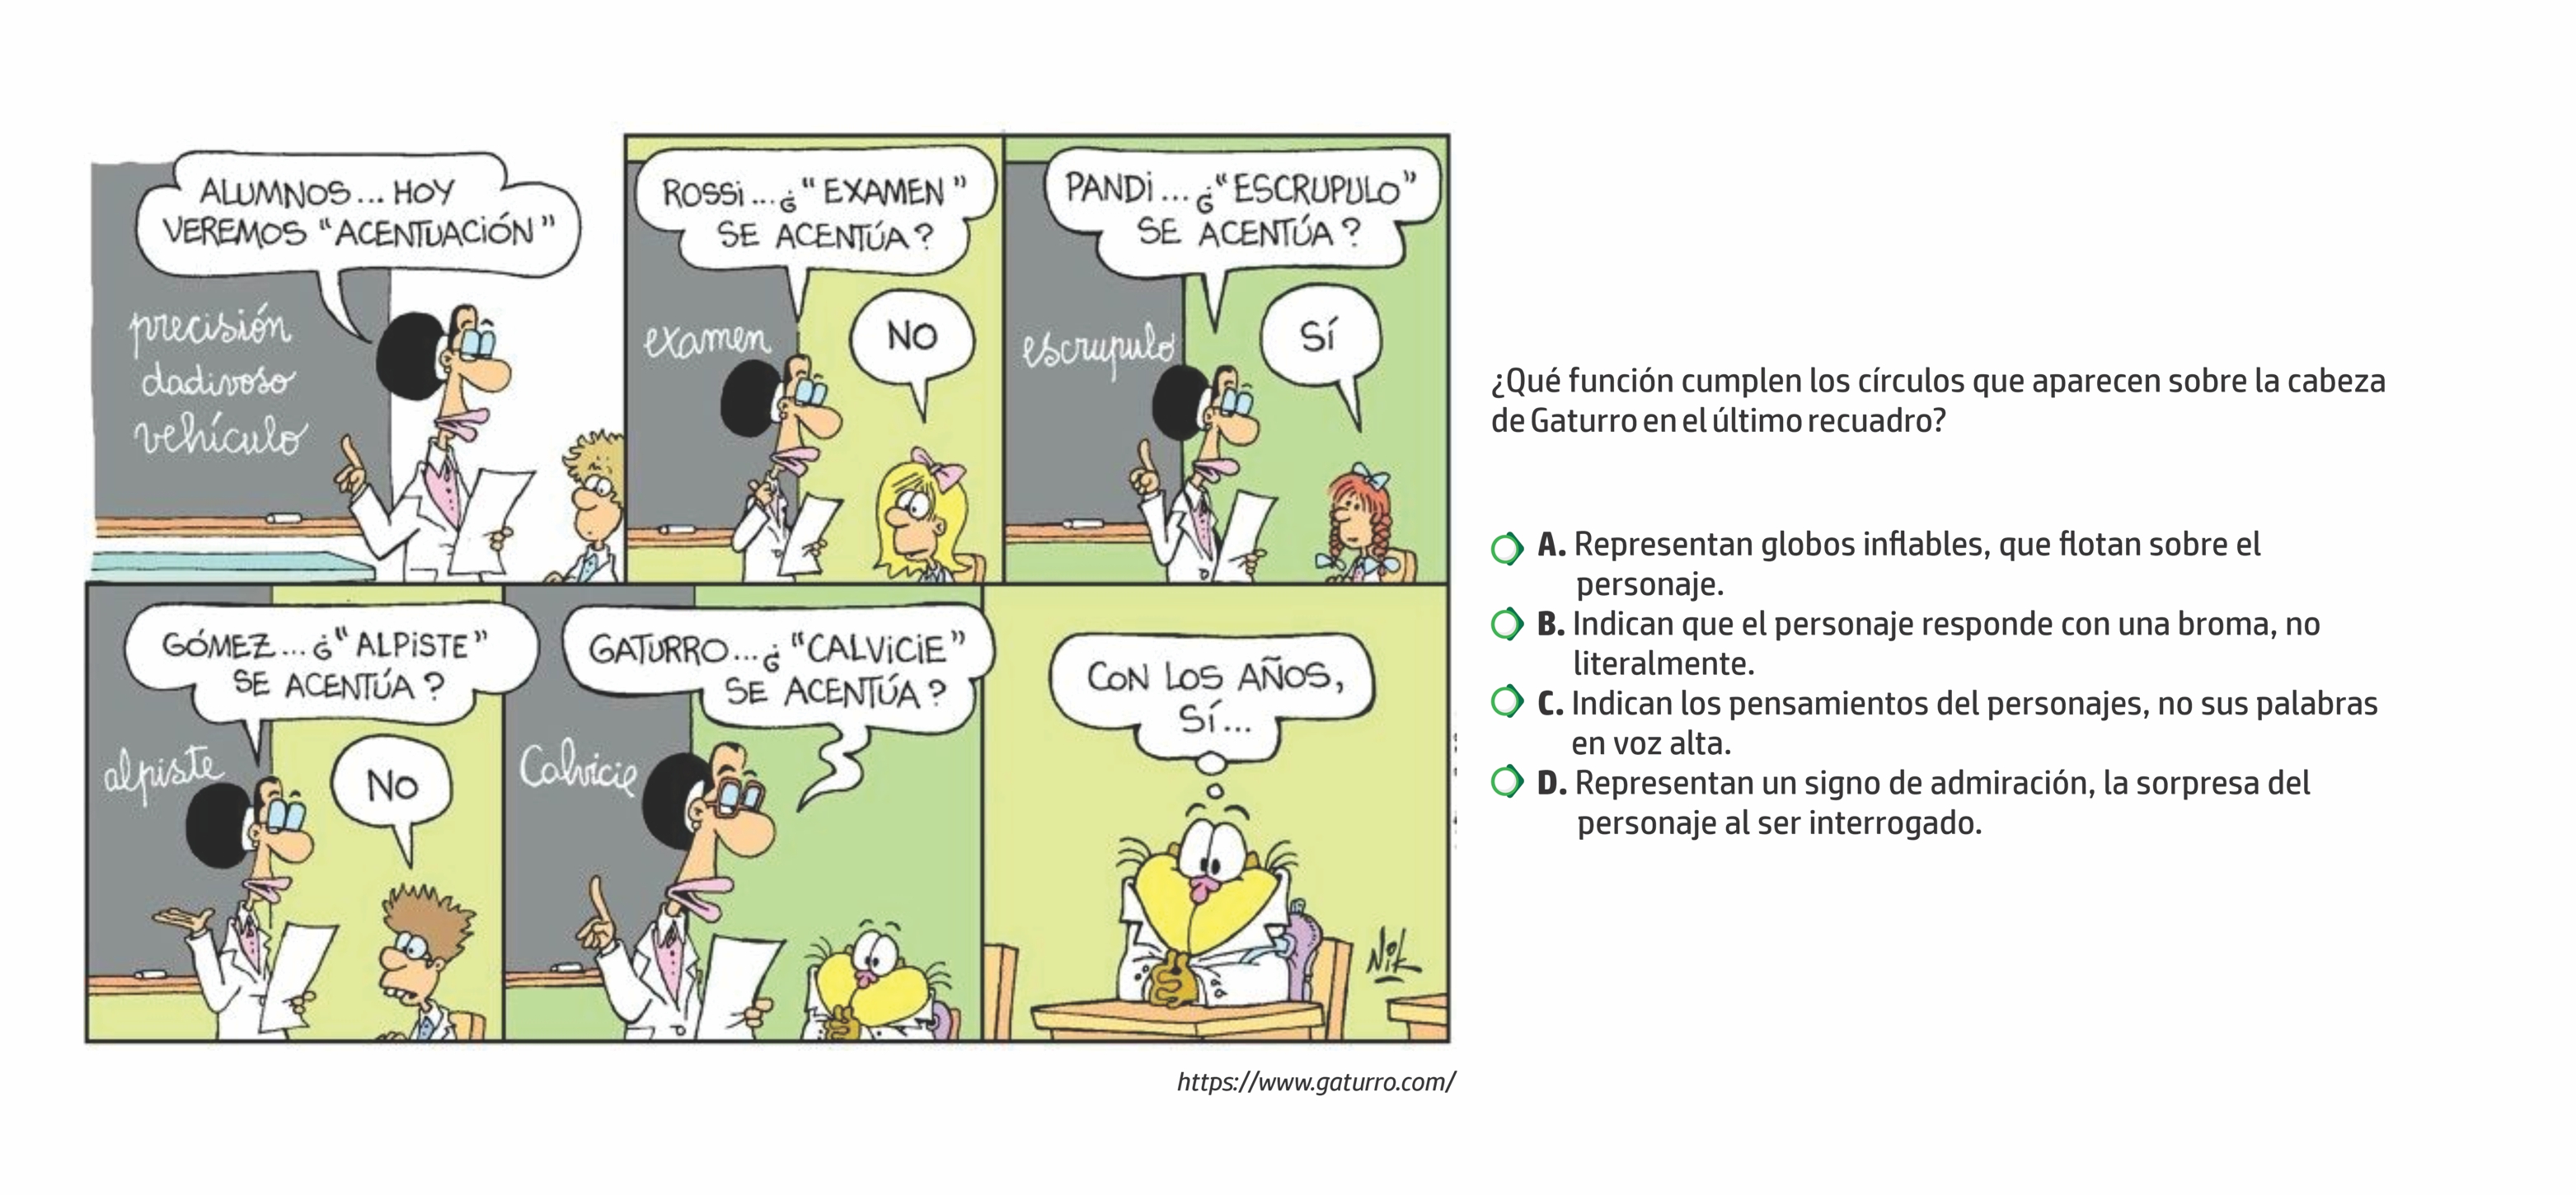 ALUMNOS... HOY
VEREMOS "ACENTUACIÓN"
precisión
dadivoso
vehículo
ROSSI... ¿"EXAMEN"
SE ACENTÚA?
NO
examen
PANDI... ¿"ESCRUPULO"
SE ACENTÚA?
SÍ
escrupulo
GÓMEZ... ¿"ALPISTE"
SE ACENTÚA?
NO
alpiste
GATURRO... ¿"CALVICIE"
SE ACENTÚA?
Calvicie
CON LOS AÑOS,
SÍ...
Nik
https://www.gaturro.com/
¿Qué función cumplen los círculos que aparecen sobre la cabeza
de Gaturro en el último recuadro?
A. Representan globos inflables, que flotan sobre el
personaje.
B. Indican que el personaje responde con una broma, no
literalmente.
C. Indican los pensamientos del personajes, no sus palabras
en voz alta.
D. Representan un signo de admiración, la sorpresa del
personaje al ser interrogado.